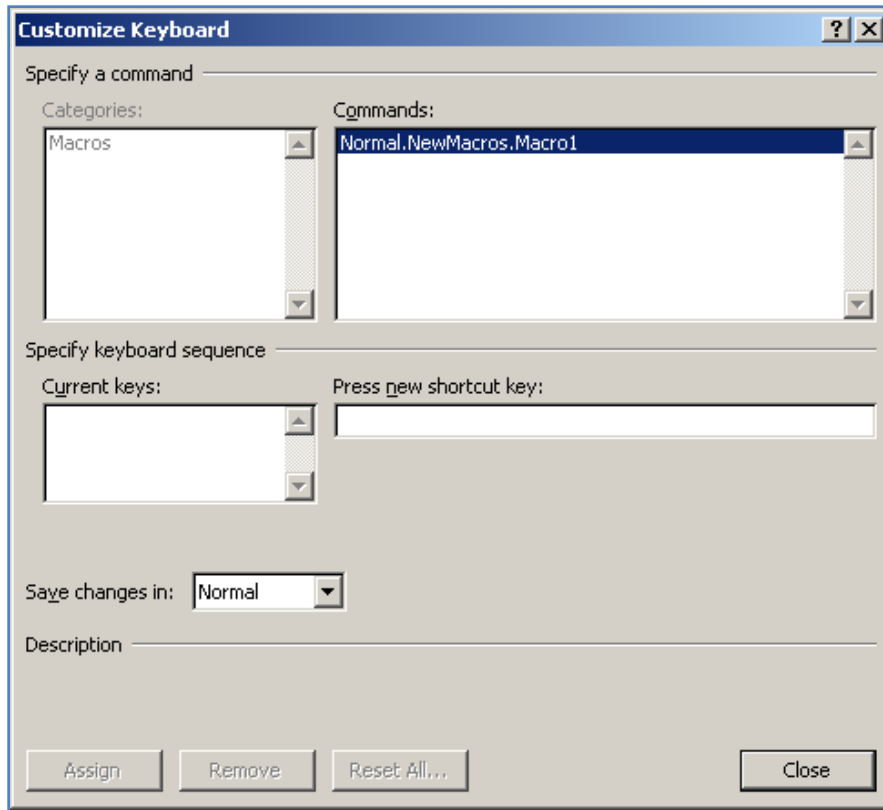 Customize Keyboard
Specify a command
Categories: Commands:
Macros Normal.NewMacros.Macro1
Specify keyboard sequence
Current keys: Press new shortcut key:
Save changes in: Normal
Description
Assign Remove Reset All... Close